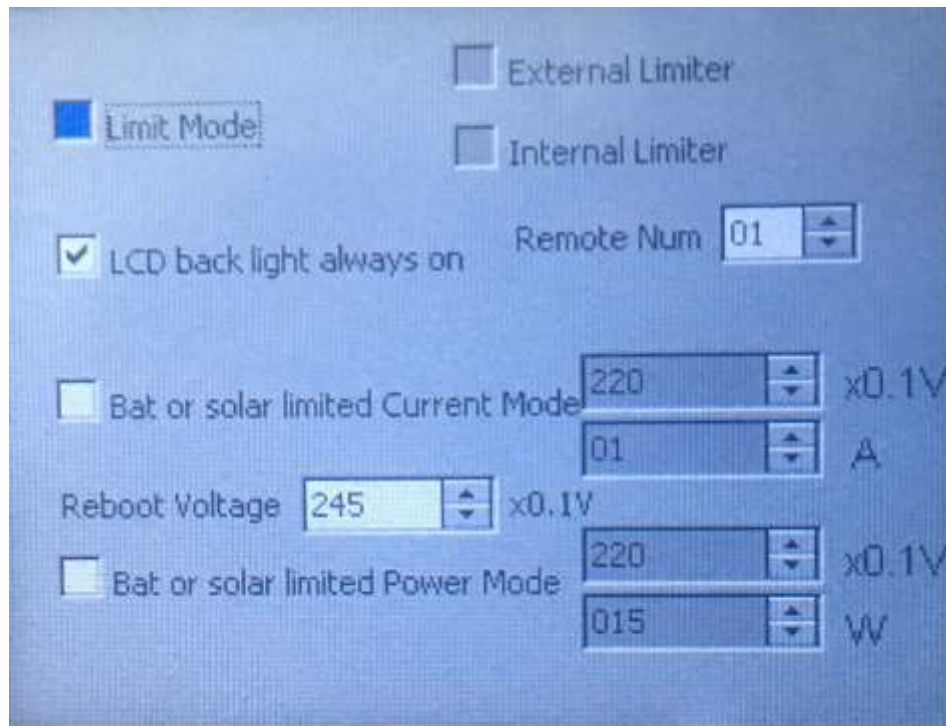 External Limiter
Limit Mode
Internal Limiter
LCD back light always on
Remote Num 01
220 x0.1V
Bat or solar limited Current Mode
01 A
Reboot Voltage 245 x0.1V
220 x0.1V
Bat or solar limited Power Mode
015 W